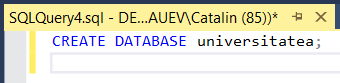 SQLQuery4.sql - DE...AUEV\Catalin (85))*
CREATE DATABASE universitatea;